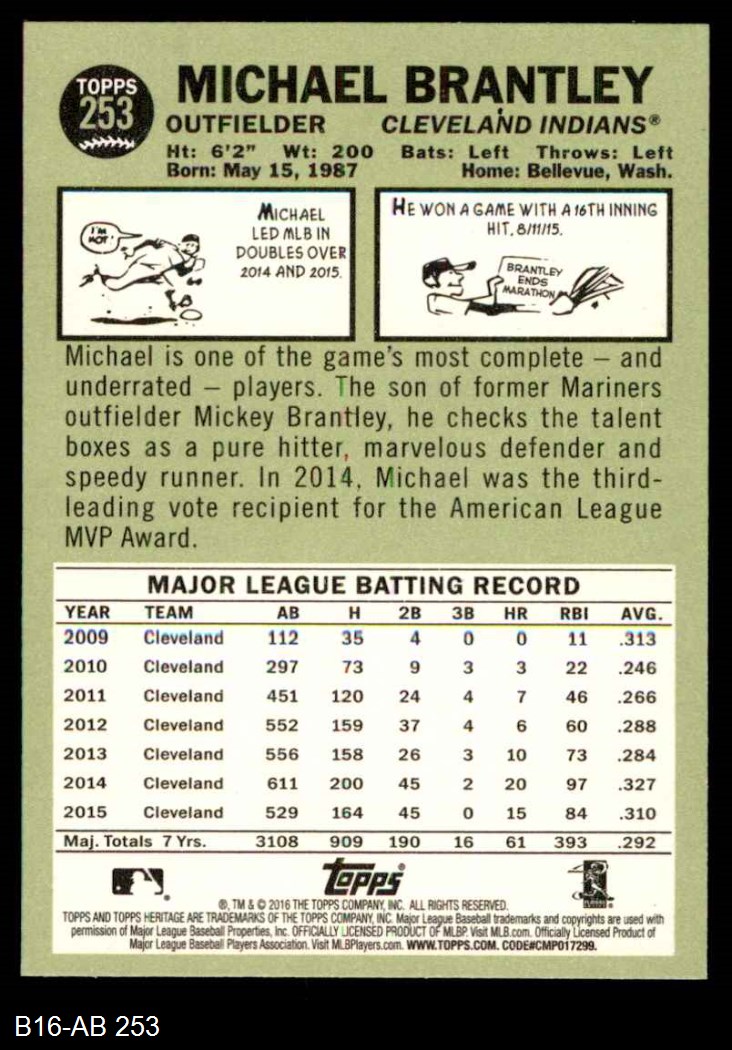 TOPPS
253
MICHAEL BRANTLEY
OUTFIELDER CLEVELAND INDIANS®
Ht: 6'2" Wt: 200 Bats: Left Throws: Left
Born: May 15, 1987 Home: Bellevue, Wash.
I'M
HOT!
MICHAEL
LED MLB IN
DOUBLES OVER
2014 AND 2015.
HE WON A GAME WITH A 16TH INNING
HIT, 8/11/15.
BRANTLEY
ENDS
MARATHON
Michael is one of the game's most complete – and
underrated – players. The son of former Mariners
outfielder Mickey Brantley, he checks the talent
boxes as a pure hitter, marvelous defender and
speedy runner. In 2014, Michael was the third-
leading vote recipient for the American League
MVP Award.
MAJOR LEAGUE BATTING RECORD
YEAR TEAM AB H 2B 3B HR RBI AVG.
2009 Cleveland 112 35 4 0 0 11 .313
2010 Cleveland 297 73 9 3 3 22 .246
2011 Cleveland 451 120 24 4 7 46 .266
2012 Cleveland 552 159 37 4 6 60 .288
2013 Cleveland 556 158 26 3 10 73 .284
2014 Cleveland 611 200 45 2 20 97 .327
2015 Cleveland 529 164 45 0 15 84 .310
Maj. Totals 7 Yrs. 3108 909 190 16 61 393 .292
Topps®
®, TM & © 2016 THE TOPPS COMPANY, INC. ALL RIGHTS RESERVED.
TOPPS AND TOPPS HERITAGE ARE TRADEMARKS OF THE TOPPS COMPANY, INC. Major League Baseball trademarks and copyrights are used with
permission of Major League Baseball Properties, Inc. OFFICIALLY LICENSED PRODUCT OF MLBP. Visit MLB.com. Officially Licensed Product of
Major League Baseball Players Association. Visit MLBPlayers.com. WWW.TOPPS.COM. CODE#CMP017299.
B16-AB 253